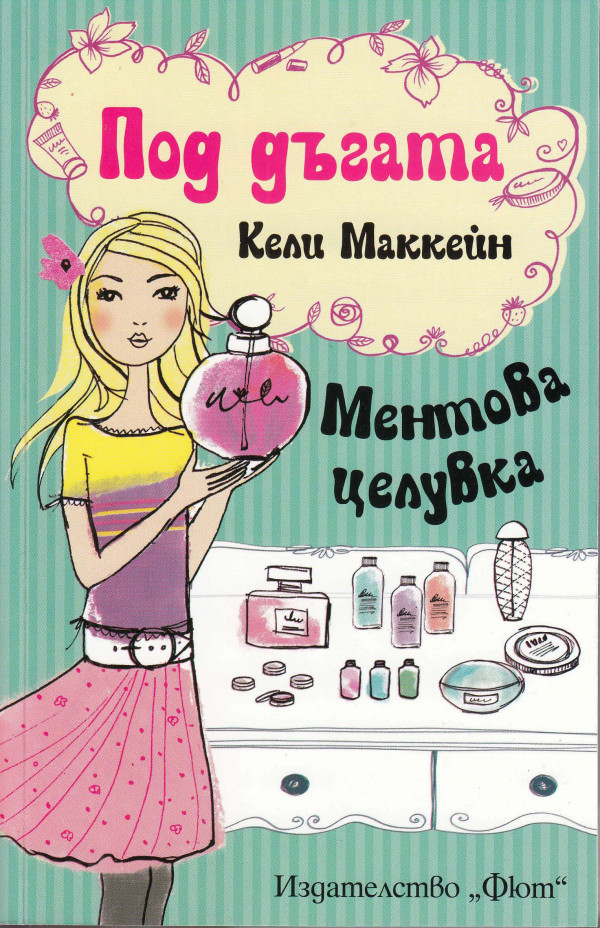 Под дъгата
Кели Маккейн
Ментова
целувка
Издателство „Фют“